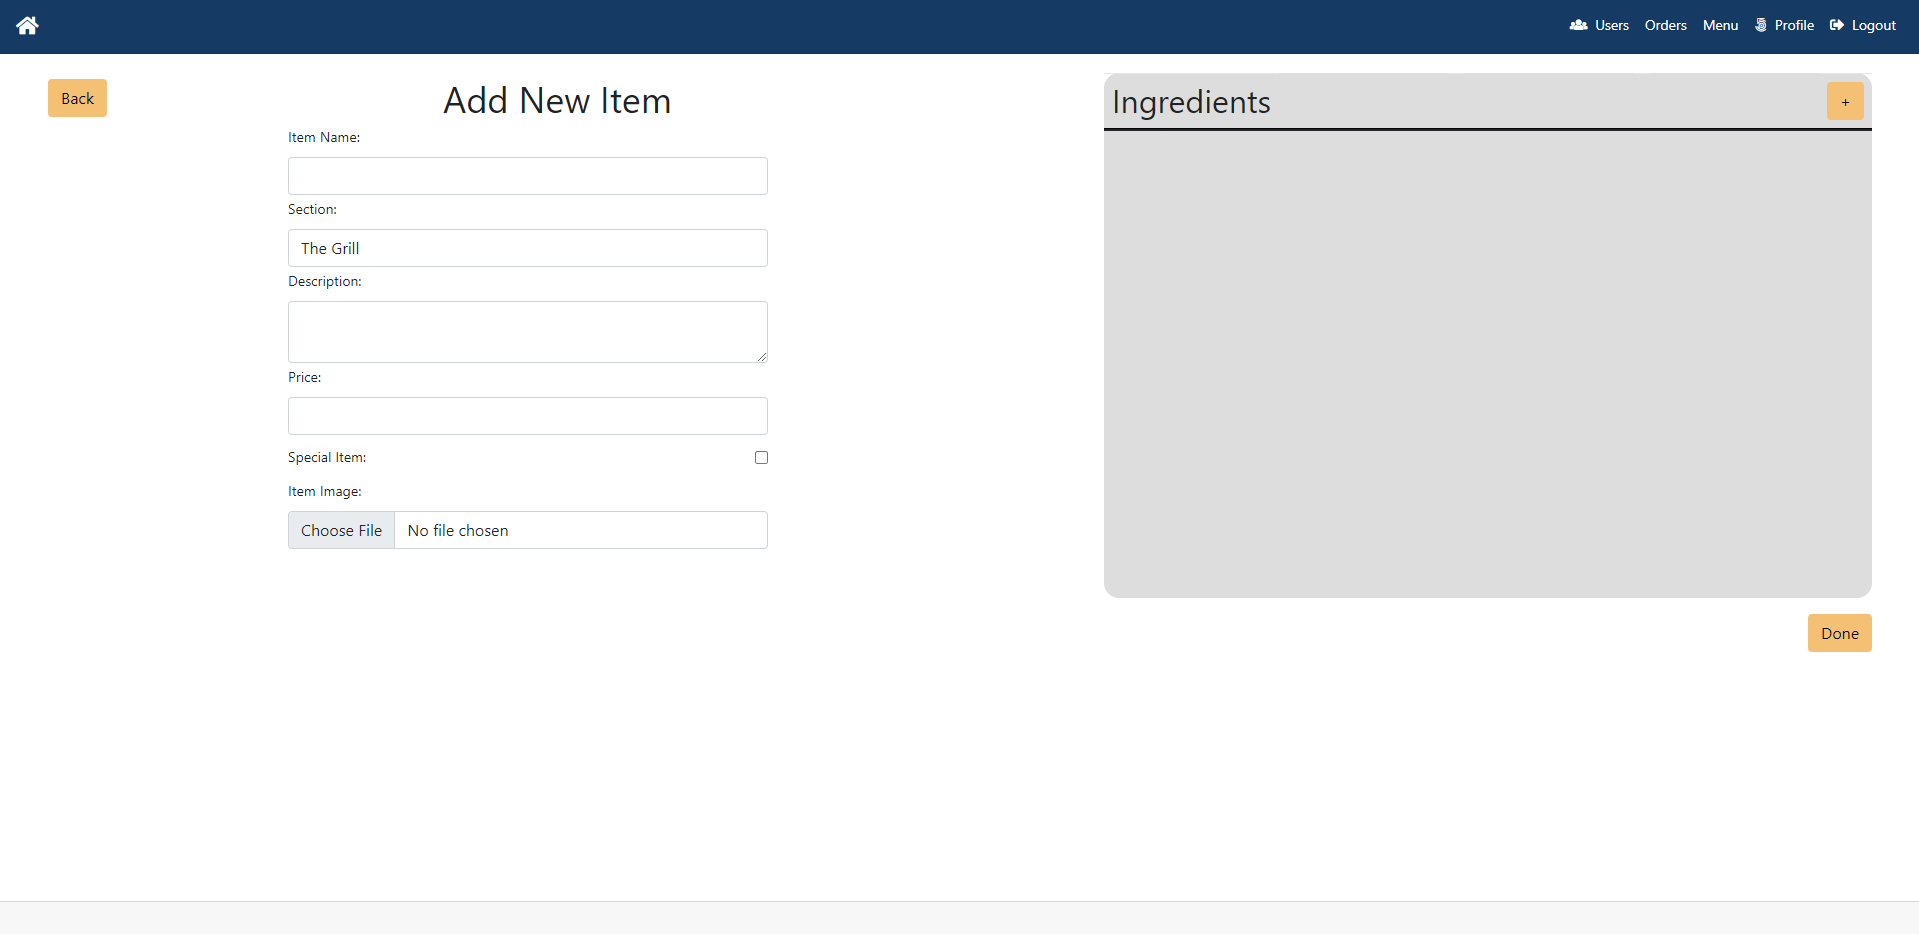 Users Orders Menu Profile Logout
Back
Add New Item
Item Name:
Section:
The Grill
Description:
Price:
Special Item:
Item Image:
Choose File No file chosen
Ingredients +
Done